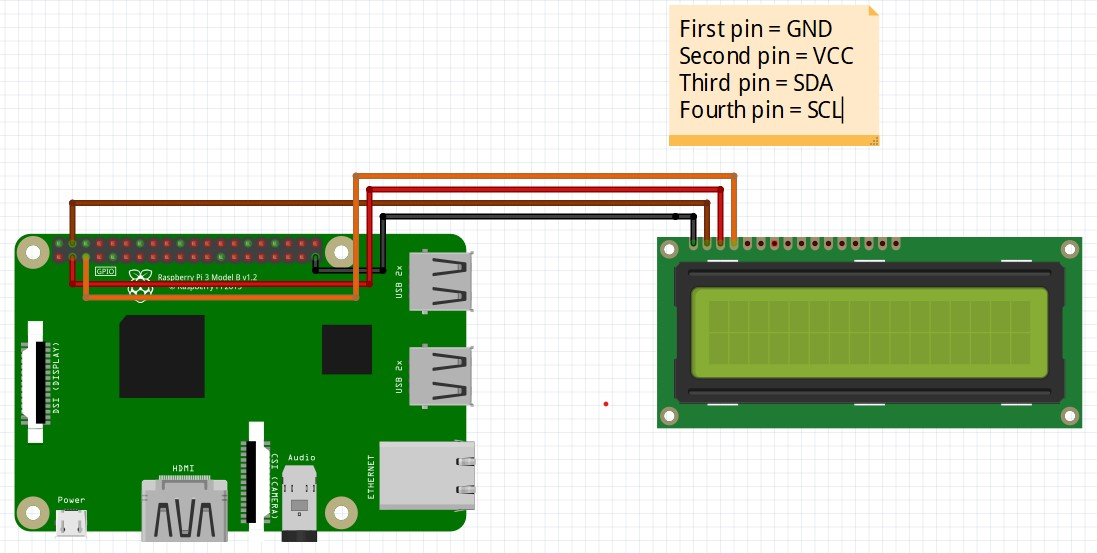 First pin = GND
Second pin = VCC
Third pin = SDA
Fourth pin = SCL
GPIO
Raspberry Pi 3 Model B v1.2
© Raspberry Pi 2015
USB 2x
DSI (DISPLAY)
USB 2x
HDMI
CSI (CAMERA)
Audio
ETHERNET
Power